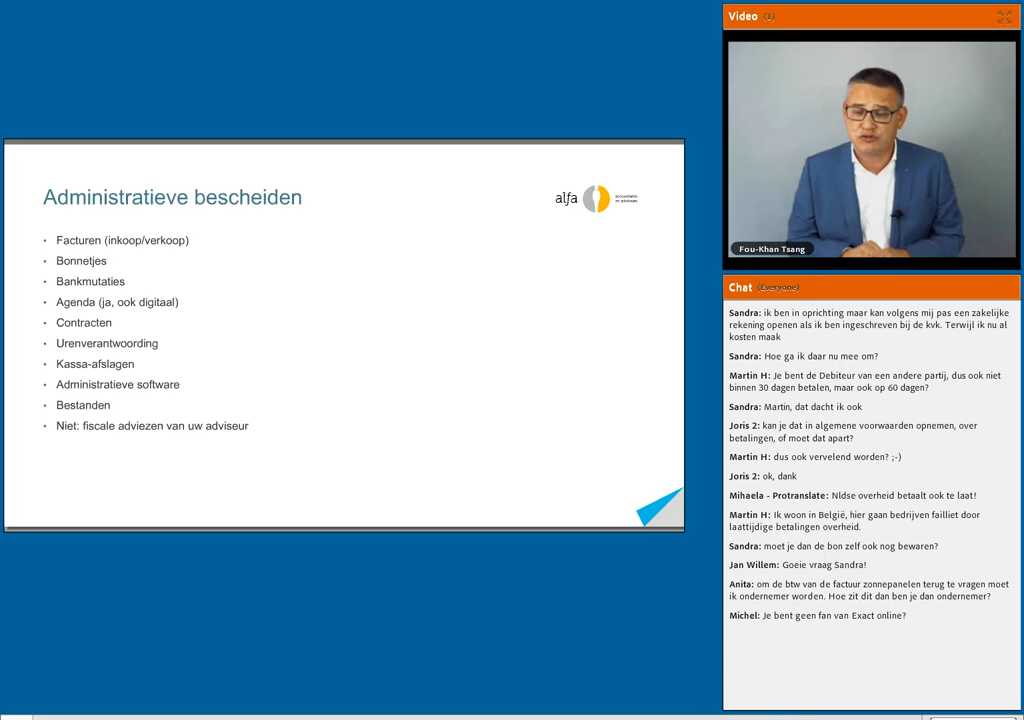 Administratieve bescheiden
alfa
accountants
en adviseurs
• Facturen (inkoop/verkoop)
• Bonnetjes
• Bankmutaties
• Agenda (ja, ook digitaal)
• Contracten
• Urenverantwoording
• Kassa-afslagen
• Administratieve software
• Bestanden
• Niet: fiscale adviezen van uw adviseur
Video (1)
Fou-Khan Tsang
Chat (Everyone)
Sandra: ik ben in oprichting maar kan volgens mij pas een zakelijke
rekening openen als ik ben ingeschreven bij de kvk. Terwijl ik nu al
kosten maak
Sandra: Hoe ga ik daar nu mee om?
Martin H: Je bent de Debiteur van een andere partij, dus ook niet
binnen 30 dagen betalen, maar ook op 60 dagen?
Sandra: Martin, dat dacht ik ook
Joris 2: kan je dat in algemene voorwaarden opnemen, over
betalingen, of moet dat apart?
Martin H: dus ook vervelend worden? ;-)
Joris 2: ok, dank
Mihaela - Protranslate: Nldse overheid betaalt ook te laat!
Martin H: Ik woon in België, hier gaan bedrijven failliet door
laattijdige betalingen overheid.
Sandra: moet je dan de bon zelf ook nog bewaren?
Jan Willem: Goeie vraag Sandra!
Anita: om de btw van de factuur zonnepanelen terug te vragen moet
ik ondernemer worden. Hoe zit dit dan ben je dan ondernemer?
Michel: Je bent geen fan van Exact online?